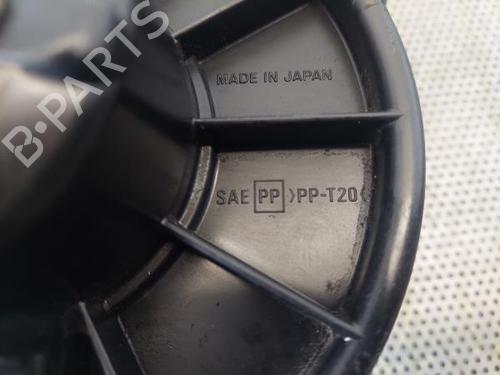 B-PARTS
MADE IN JAPAN
SAE PP >PP-T20<